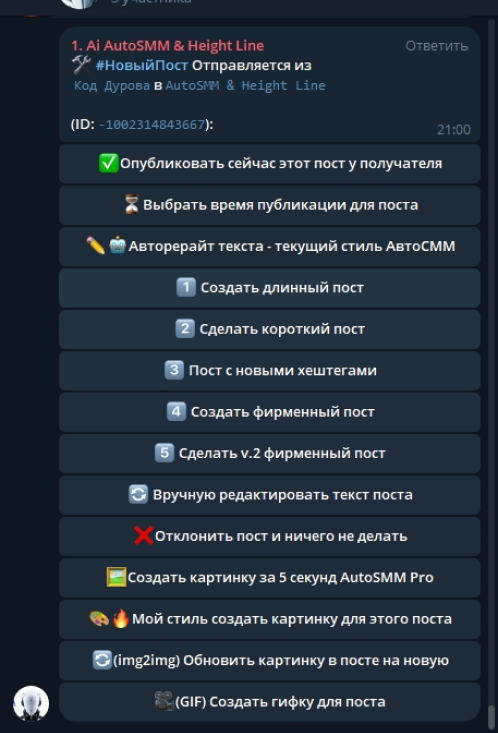 3 участника
1. Ai AutoSMM & Height Line
Ответить
🛠 #НовыйПост Отправляется из
Код Дурова в AutoSMM & Height Line
(ID: -1002314843667):
21:00
✅Опубликовать сейчас этот пост у получателя
⏳Выбрать время публикации для поста
✏️🤖Авторерайт текста - текущий стиль АвтоСММ
1️⃣ Создать длинный пост
2️⃣ Сделать короткий пост
3️⃣ Пост с новыми хештегами
4️⃣ Создать фирменный пост
5️⃣ Сделать v.2 фирменный пост
🔄 Вручную редактировать текст поста
❌Отклонить пост и ничего не делать
🖼Создать картинку за 5 секунд AutoSMM Pro
🎨🔥Мой стиль создать картинку для этого поста
🔄(img2img) Обновить картинку в посте на новую
🎥(GIF) Создать гифку для поста